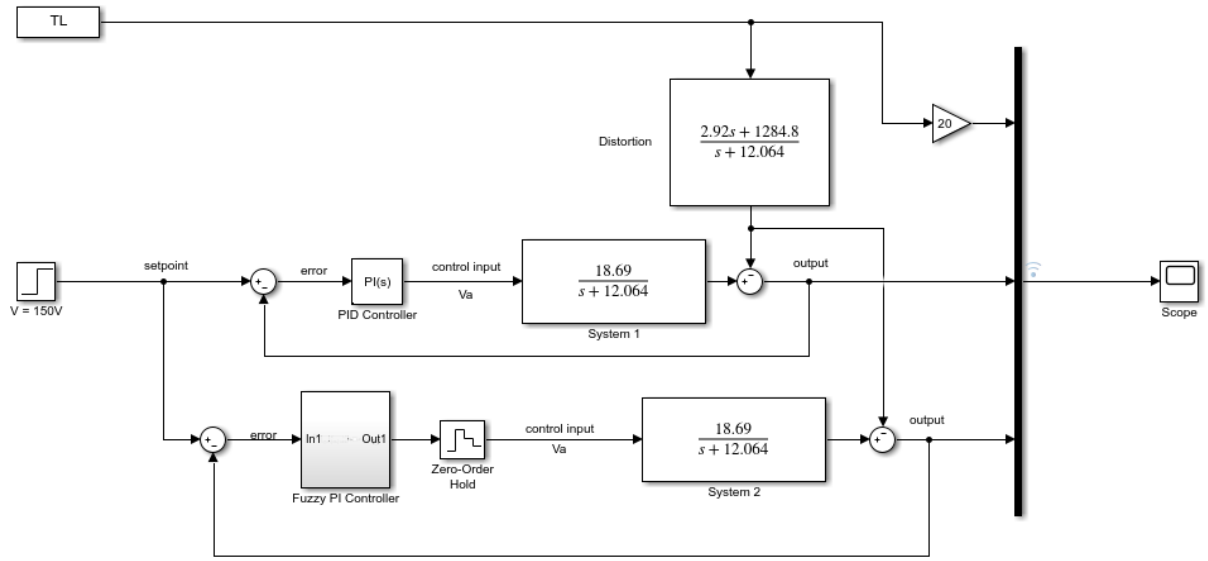 TL
20
2.92s + 1284.8
s + 12.064
Distortion
V = 150V
setpoint
+
−
error
PI(s)
PID Controller
control input
Va
18.69
s + 12.064
System 1
+
−
output
Scope
+
−
error
In1
Out1
Fuzzy PI Controller
Zero-Order
Hold
control input
Va
18.69
s + 12.064
System 2
+
−
output